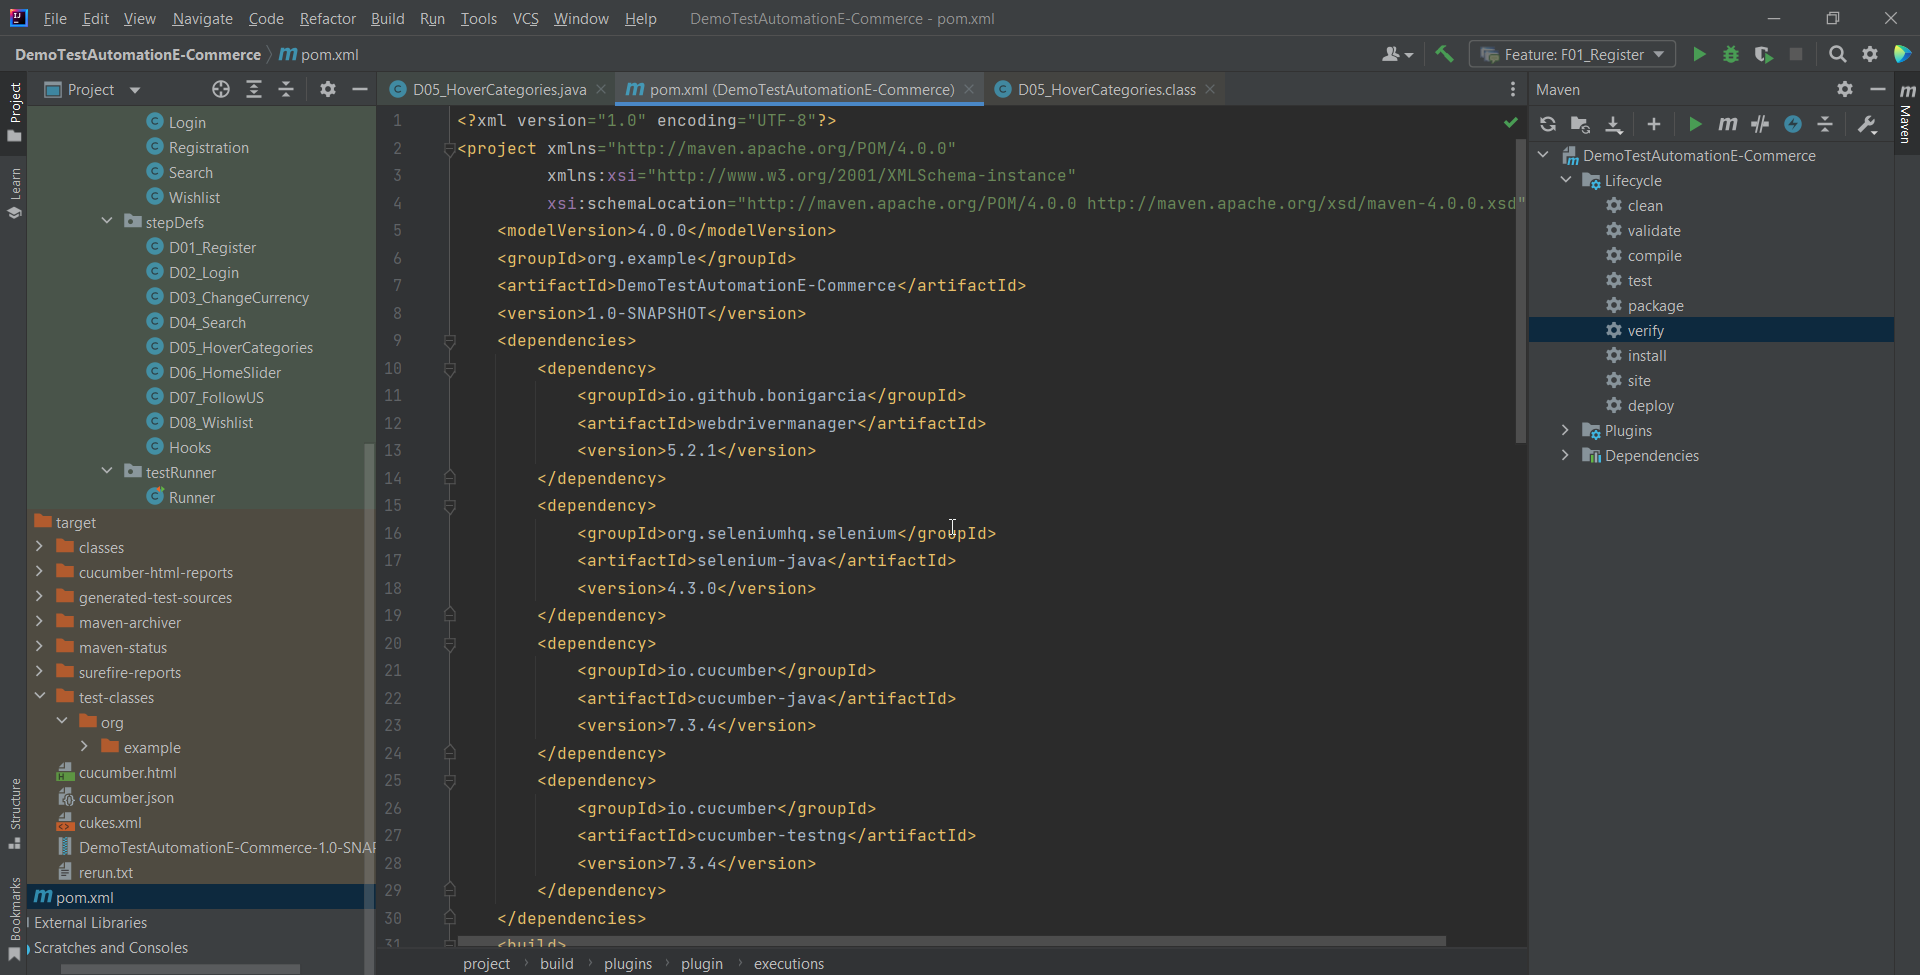 File Edit View Navigate Code Refactor Build Run Tools VCS Window Help DemoTestAutomationE-Commerce - pom.xml
DemoTestAutomationE-Commerce m pom.xml Feature: F01_Register
Project
Learn
Structure
Bookmarks
Project
Login
Registration
Search
Wishlist
stepDefs
D01_Register
D02_Login
D03_ChangeCurrency
D04_Search
D05_HoverCategories
D06_HomeSlider
D07_FollowUS
D08_Wishlist
Hooks
testRunner
Runner
target
classes
cucumber-html-reports
generated-test-sources
maven-archiver
maven-status
surefire-reports
test-classes
org
example
cucumber.html
cucumber.json
cukes.xml
DemoTestAutomationE-Commerce-1.0-SNA
rerun.txt
m pom.xml
External Libraries
Scratches and Consoles
D05_HoverCategories.java m pom.xml (DemoTestAutomationE-Commerce) D05_HoverCategories.class
1 <?xml version="1.0" encoding="UTF-8"?>
2 <project xmlns="http://maven.apache.org/POM/4.0.0"
3 xmlns:xsi="http://www.w3.org/2001/XMLSchema-instance"
4 xsi:schemaLocation="http://maven.apache.org/POM/4.0.0 http://maven.apache.org/xsd/maven-4.0.0.xsd"
5 <modelVersion>4.0.0</modelVersion>
6 <groupId>org.example</groupId>
7 <artifactId>DemoTestAutomationE-Commerce</artifactId>
8 <version>1.0-SNAPSHOT</version>
9 <dependencies>
10 <dependency>
11 <groupId>io.github.bonigarcia</groupId>
12 <artifactId>webdrivermanager</artifactId>
13 <version>5.2.1</version>
14 </dependency>
15 <dependency>
16 <groupId>org.seleniumhq.selenium</groupId>
17 <artifactId>selenium-java</artifactId>
18 <version>4.3.0</version>
19 </dependency>
20 <dependency>
21 <groupId>io.cucumber</groupId>
22 <artifactId>cucumber-java</artifactId>
23 <version>7.3.4</version>
24 </dependency>
25 <dependency>
26 <groupId>io.cucumber</groupId>
27 <artifactId>cucumber-testng</artifactId>
28 <version>7.3.4</version>
29 </dependency>
30 </dependencies>
31 <build>
project build plugins plugin executions
Maven
m
DemoTestAutomationE-Commerce
Lifecycle
clean
validate
compile
test
package
verify
install
site
deploy
Plugins
Dependencies
m Maven